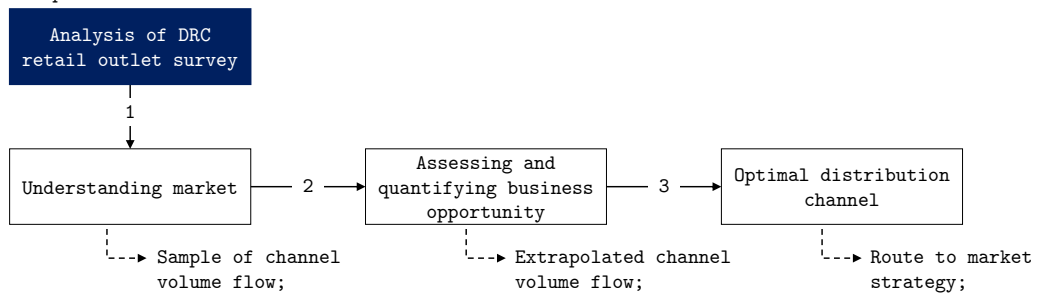 Analysis of DRC
retail outlet survey
1
Understanding market
2
Assessing and
quantifying business
opportunity
3
Optimal distribution
channel
Sample of channel
volume flow;
Extrapolated channel
volume flow;
Route to market
strategy;